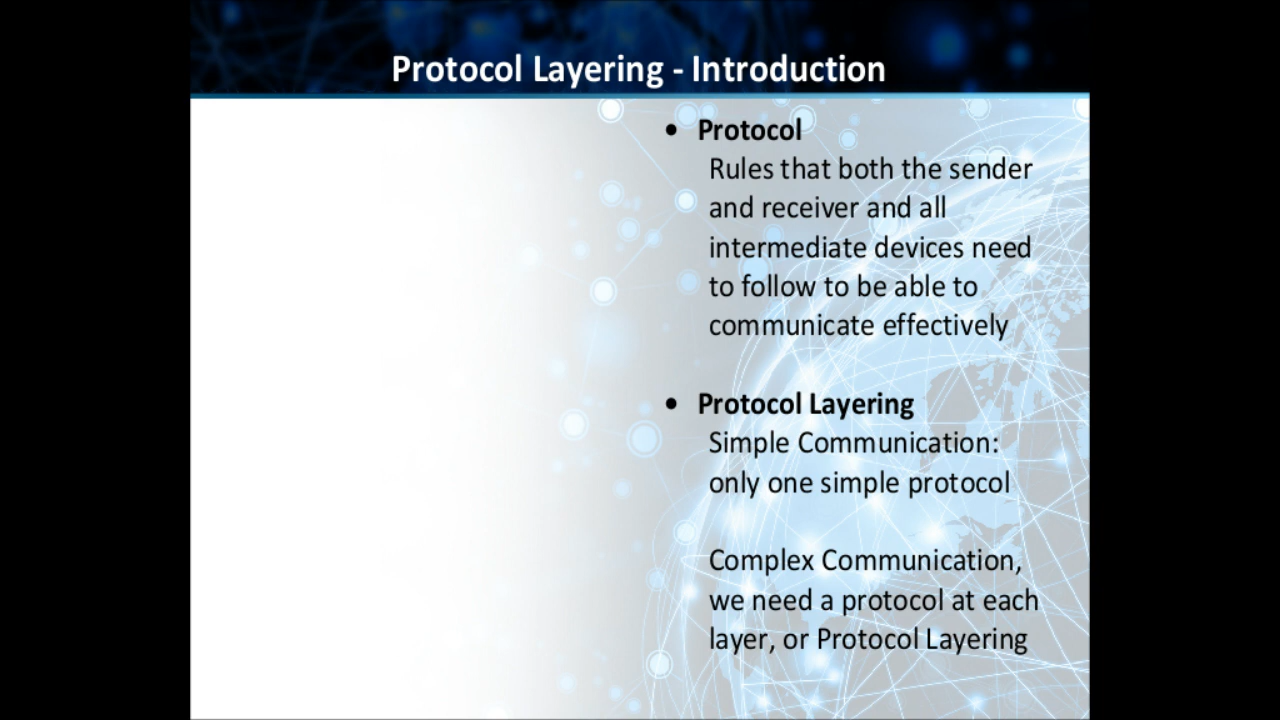 Protocol Layering - Introduction
• Protocol
Rules that both the sender
and receiver and all
intermediate devices need
to follow to be able to
communicate effectively
• Protocol Layering
Simple Communication:
only one simple protocol
Complex Communication,
we need a protocol at each
layer, or Protocol Layering